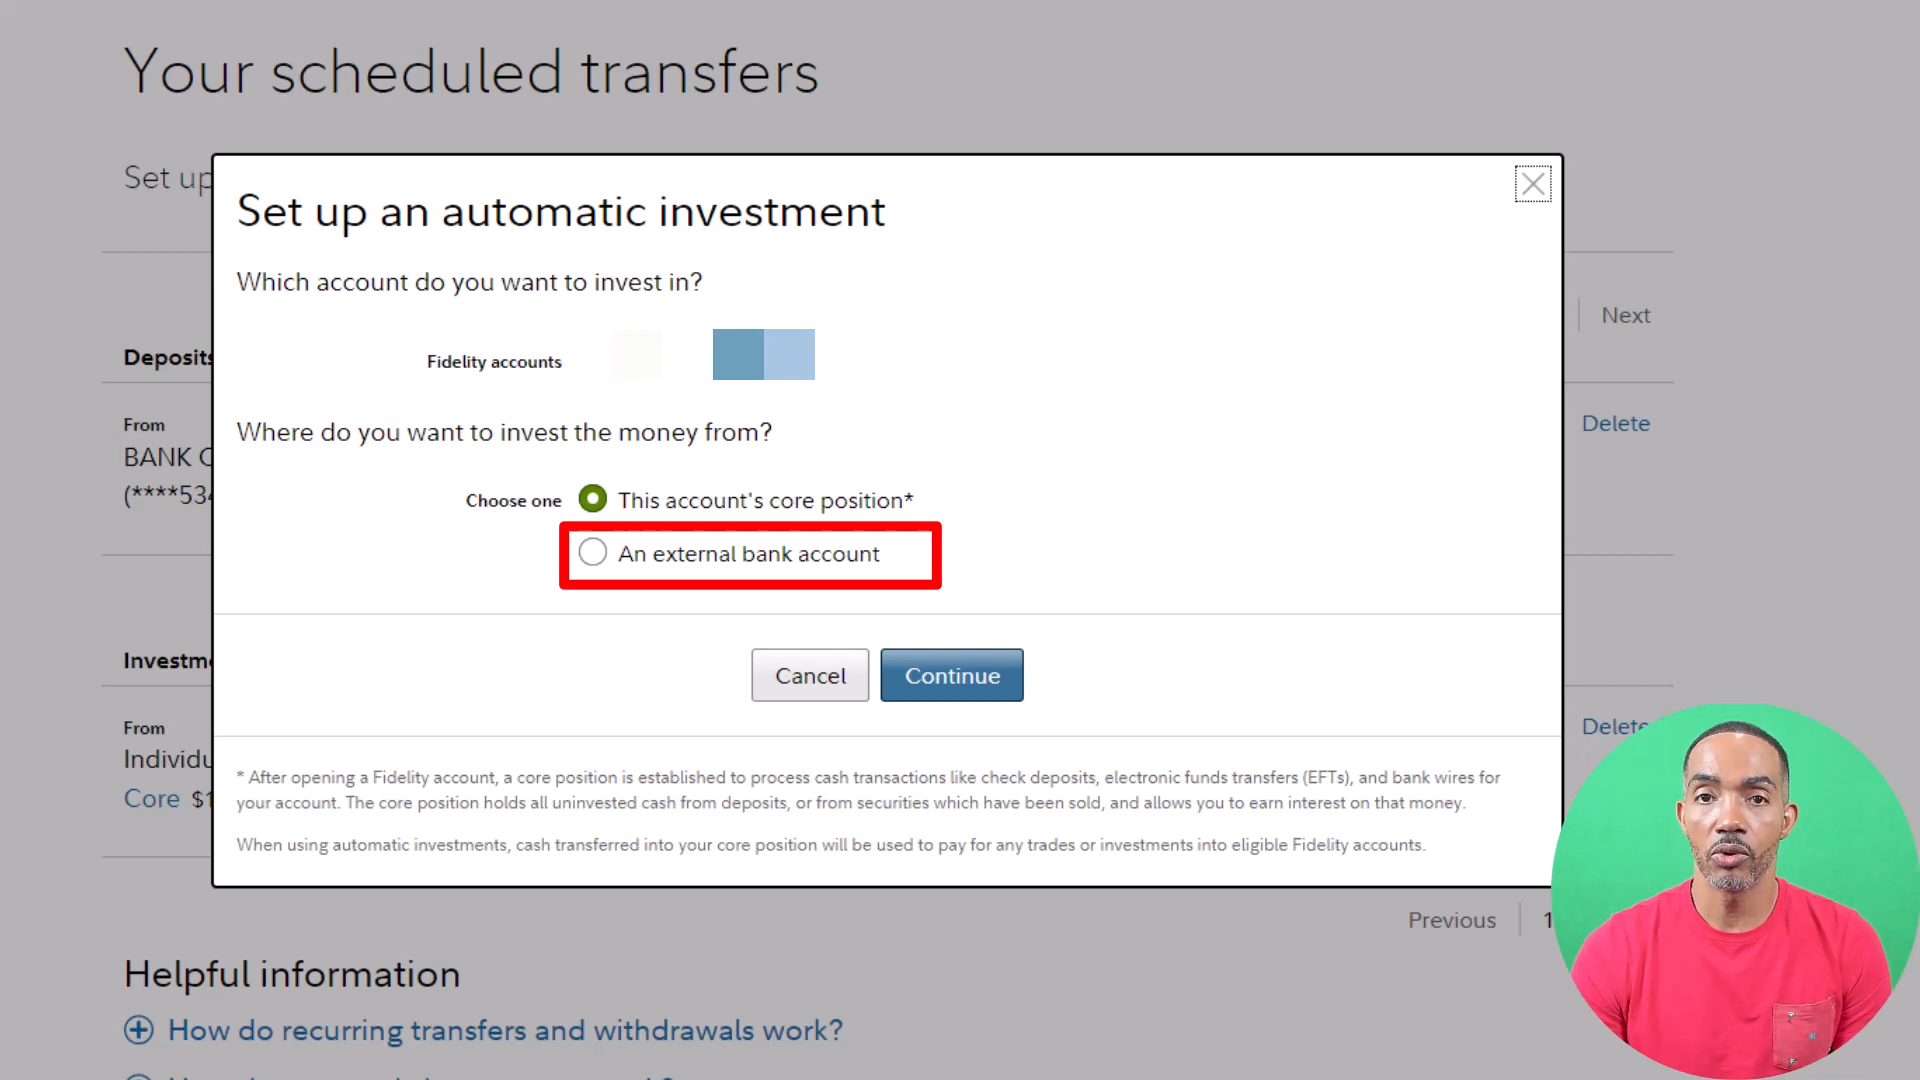 Your scheduled transfers
Set up
Set up an automatic investment
Which account do you want to invest in?
Next
Deposits
Fidelity accounts
From
Delete
Where do you want to invest the money from?
BANK
(****53
Choose one This account's core position*
An external bank account
Investm
Cancel Continue
From
Delete
Individu
Core $1
* After opening a Fidelity account, a core position is established to process cash transactions like check deposits, electronic funds transfers (EFTs), and bank wires for
your account. The core position holds all uninvested cash from deposits, or from securities which have been sold, and allows you to earn interest on that money.
When using automatic investments, cash transferred into your core position will be used to pay for any trades or investments into eligible Fidelity accounts.
Previous 1
Helpful information
How do recurring transfers and withdrawals work?